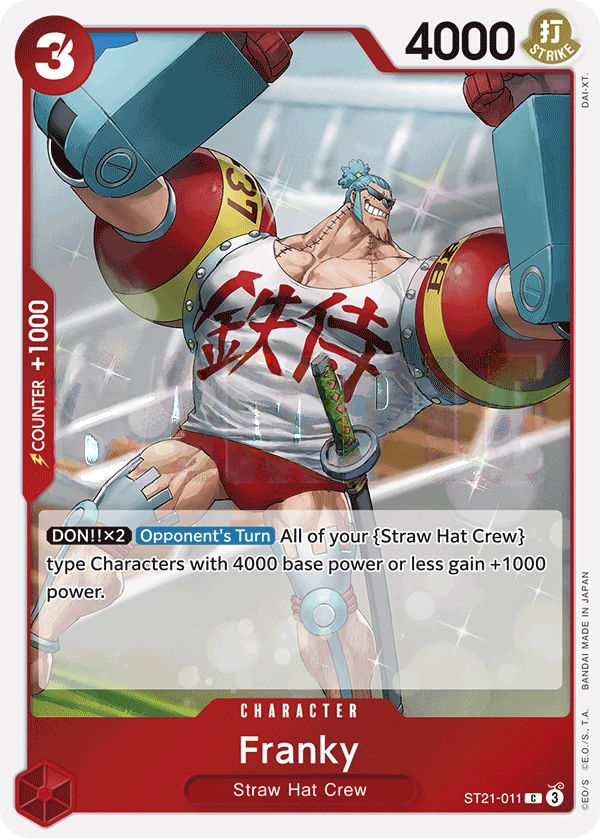 3
4000
打
STRIKE
DAI-XT.
37
BF
鉄侍
COUNTER +1000
DON!!×2 Opponent's Turn All of your {Straw Hat Crew}
type Characters with 4000 base power or less gain +1000
power.
CHARACTER
Franky
Straw Hat Crew
ST21-011 C 3
©EO/S ©E.O./S., T.A. BANDAI MADE IN JAPAN